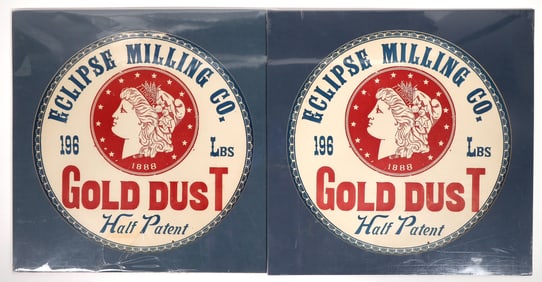 ECLIPSE MILLING CO.
196 LBS
1888
GOLD DUST
Half Patent
ECLIPSE MILLING CO.
196 LBS
1888
GOLD DUST
Half Patent